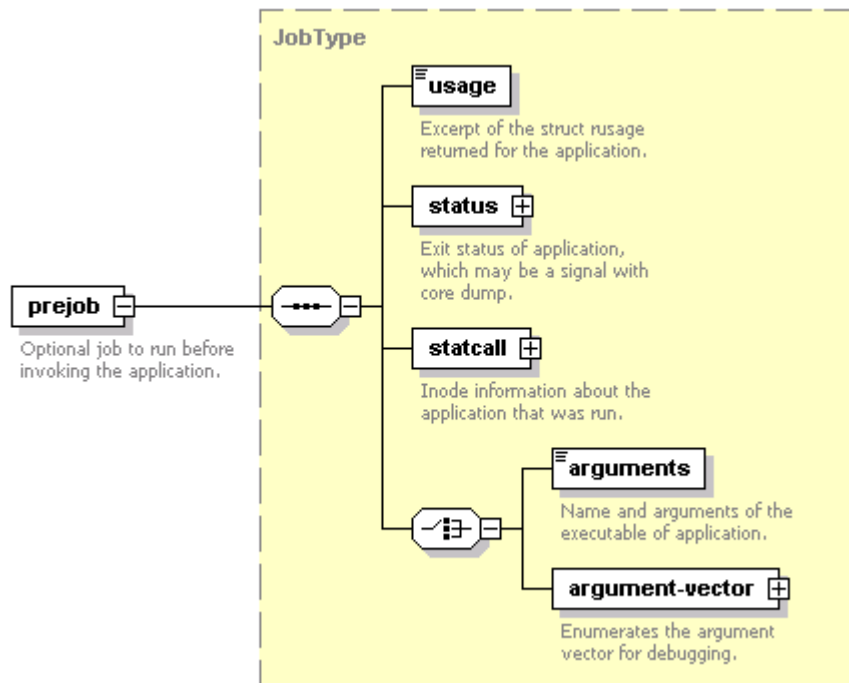 JobType
usage
Excerpt of the struct rusage
returned for the application.
status
Exit status of application,
which may be a signal with
core dump.
prejob
Optional job to run before
invoking the application.
statcall
Inode information about the
application that was run.
arguments
Name and arguments of the
executable of application.
argument-vector
Enumerates the argument
vector for debugging.